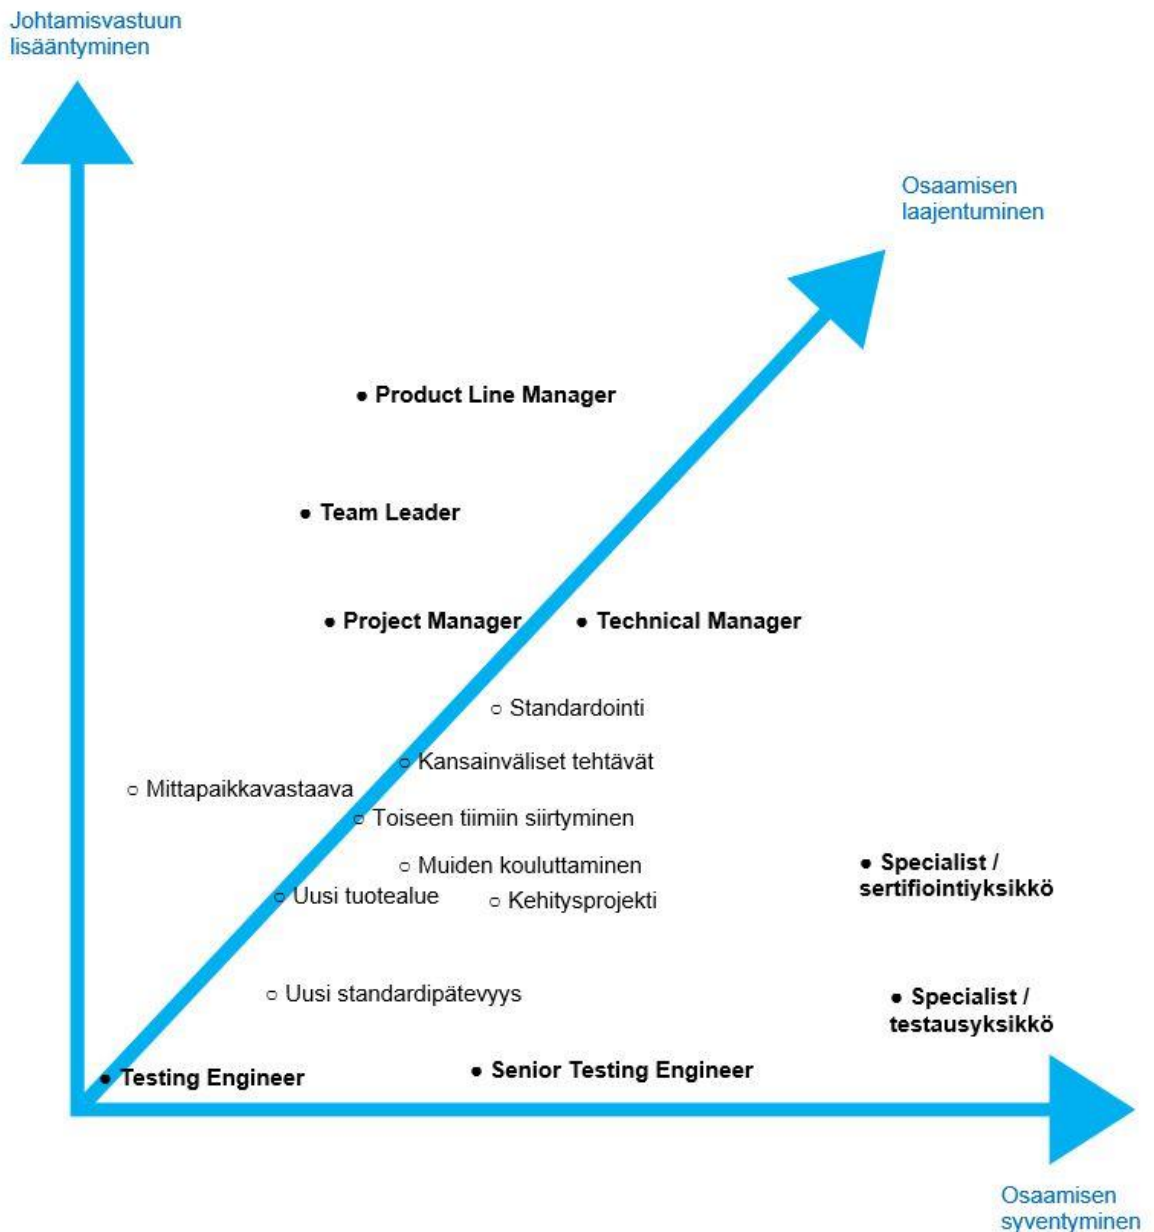 Johtamisvastuun
lisääntyminen
Osaamisen
laajentuminen
● Product Line Manager
● Team Leader
● Project Manager
● Technical Manager
○ Standardointi
○ Kansainväliset tehtävät
○ Mittapaikkavastaava
○ Toiseen tiimiin siirtyminen
○ Muiden kouluttaminen
● Specialist /
sertifiointiyksikkö
○ Uusi tuotealue
○ Kehitysprojekti
○ Uusi standardipätevyys
● Specialist /
testausyksikkö
● Testing Engineer
● Senior Testing Engineer
Osaamisen
syventyminen